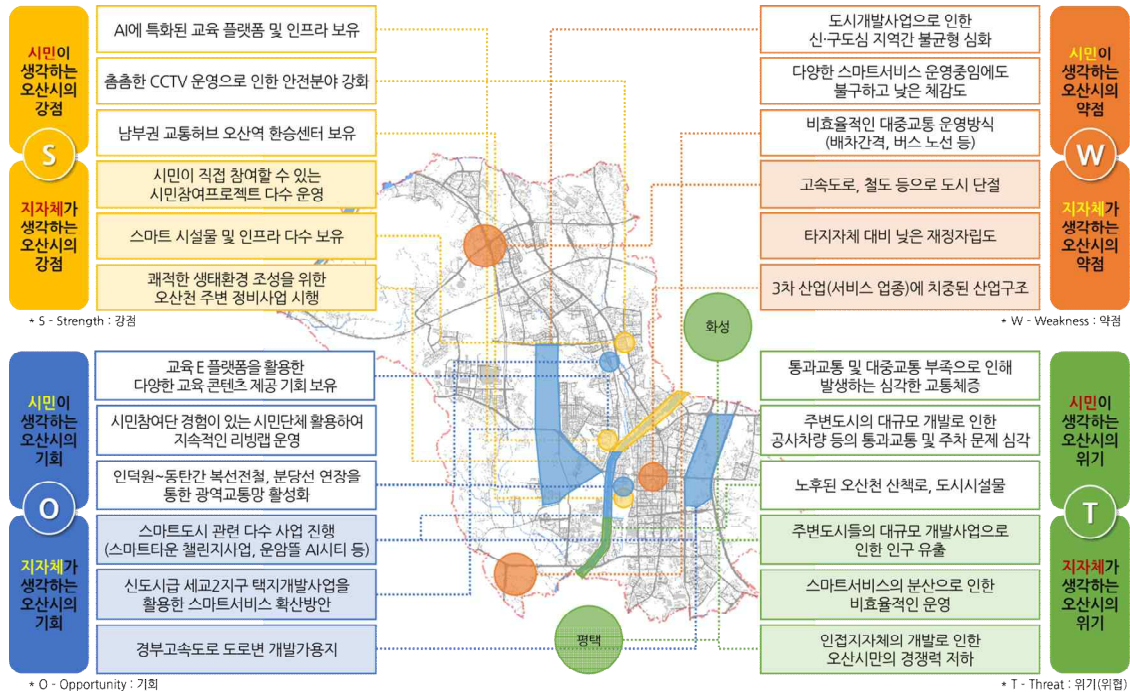 시민이
생각하는
오산시의
강점
S
지자체가
생각하는
오산시의
강점
AI에 특화된 교육 플랫폼 및 인프라 보유
촘촘한 CCTV 운영으로 인한 안전분야 강화
남부권 교통허브 오산역 환승센터 보유
시민이 직접 참여할 수 있는
시민참여프로젝트 다수 운영
스마트 시설물 및 인프라 다수 보유
쾌적한 생태환경 조성을 위한
오산천 주변 정비사업 시행
* S - Strength : 강점
도시개발사업으로 인한
신·구도심 지역간 불균형 심화
다양한 스마트서비스 운영중임에도
불구하고 낮은 체감도
비효율적인 대중교통 운영방식
(배차간격, 버스 노선 등)
고속도로, 철도 등으로 도시 단절
타지자체 대비 낮은 재정자립도
3차 산업(서비스 업종)에 치중된 산업구조
시민이
생각하는
오산시의
약점
W
지자체가
생각하는
오산시의
약점
* W - Weakness : 약점
화성
평택
시민이
생각하는
오산시의
기회
O
지자체가
생각하는
오산시의
기회
교육 E 플랫폼을 활용한
다양한 교육 콘텐츠 제공 기회 보유
시민참여단 경험이 있는 시민단체 활용하여
지속적인 리빙랩 운영
인덕원~동탄간 복선전철, 분당선 연장을
통한 광역교통망 활성화
스마트도시 관련 다수 사업 진행
(스마트타운 챌린지사업, 운암뜰 AI시티 등)
신도시급 세교2지구 택지개발사업을
활용한 스마트서비스 확산방안
경부고속도로 도로변 개발가용지
* O - Opportunity : 기회
통과교통 및 대중교통 부족으로 인해
발생하는 심각한 교통체증
주변도시의 대규모 개발로 인한
공사차량 등의 통과교통 및 주차 문제 심각
노후된 오산천 산책로, 도시시설물
주변도시들의 대규모 개발사업으로
인한 인구 유출
스마트서비스의 분산으로 인한
비효율적인 운영
인접지자체의 개발로 인한
오산시만의 경쟁력 저하
시민이
생각하는
오산시의
위기
T
지자체가
생각하는
오산시의
위기
* T - Threat : 위기(위협)